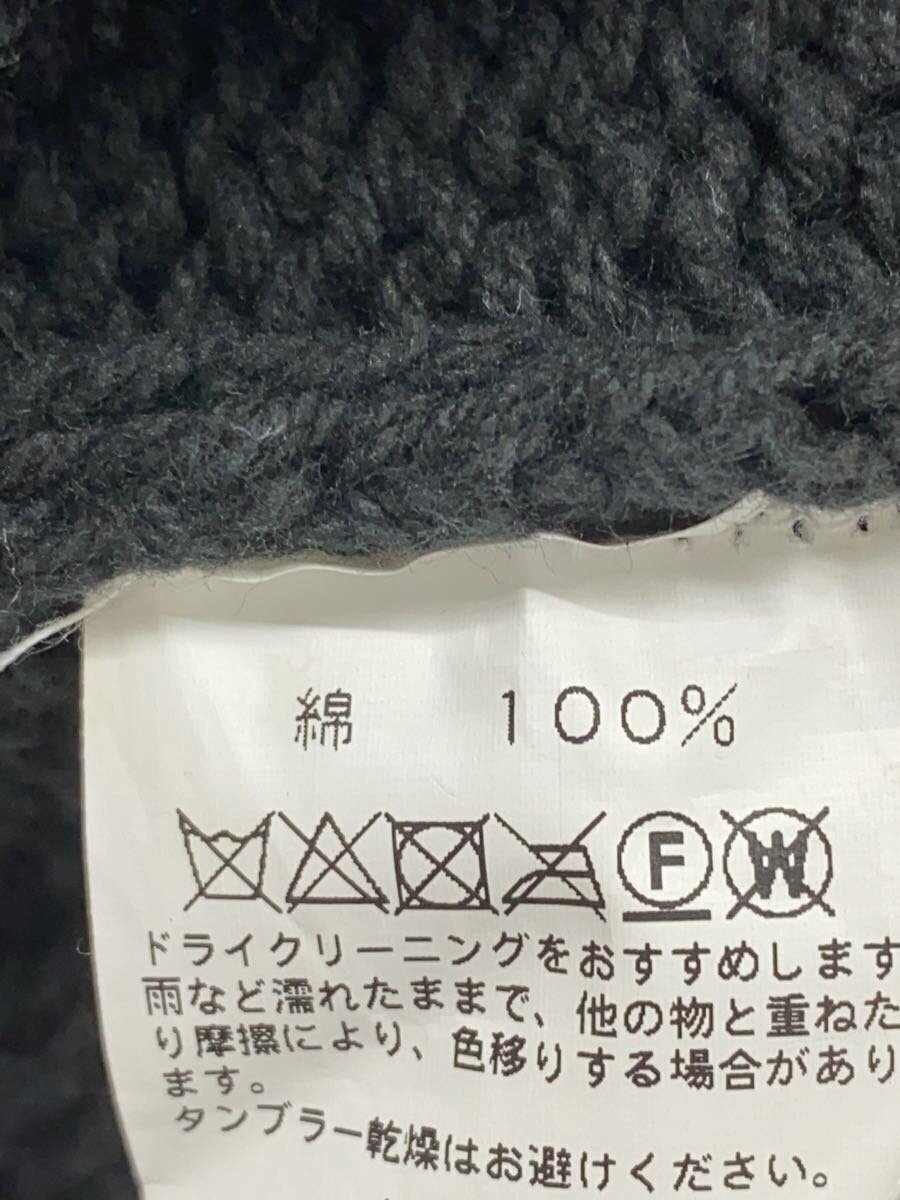 綿 100%
F W
ドライクリーニングをおすすめします
雨など濡れたままで、他の物と重ねた
り摩擦により、色移りする場合があり
ます。
タンブラー乾燥はお避けください。